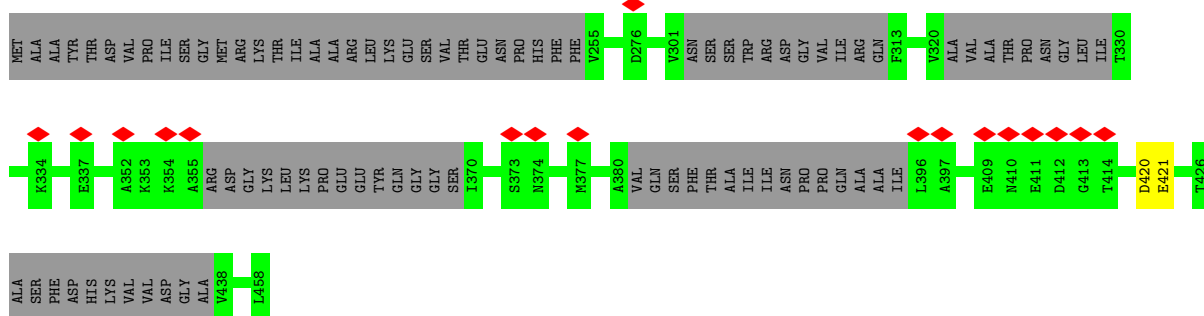 MET ALA ALA TYR THR ASP VAL PRO ILE SER GLY MET ARG LYS THR THR ILE ALA ALA ARG LEU LYS GLU SER VAL THR GLU ASN PRO HIS PHE PHE V255 D276 V301 ASN SER SER TRP ARG ASP GLY VAL ILE ARG GLN F313 V320 ALA VAL ALA THR PRO ASN GLY LEU ILE T330
K334 E337 A352 K353 K354 A355 ARG ASP GLY LYS LEU LYS PRO GLU GLU TYR GLN GLY GLY SER I370 S373 N374 M377 A380 VAL GLN SER PHE THR ALA ILE ILE ASN PRO PRO GLN ALA ALA ILE L396 A397 E409 N410 E411 D412 G413 T414 D420 E421 T426
ALA SER PHE ASP HIS LYS VAL VAL ASP GLY ALA V438 L458